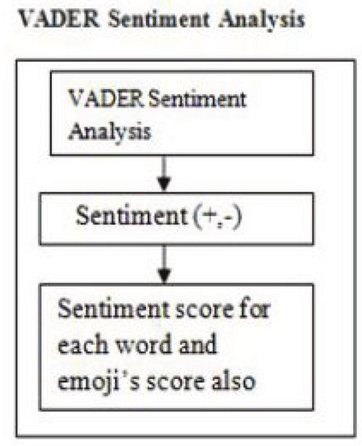 VADER Sentiment Analysis
VADER Sentiment
Analysis
Sentiment (+,-)
Sentiment score for
each word and
emoji's score also